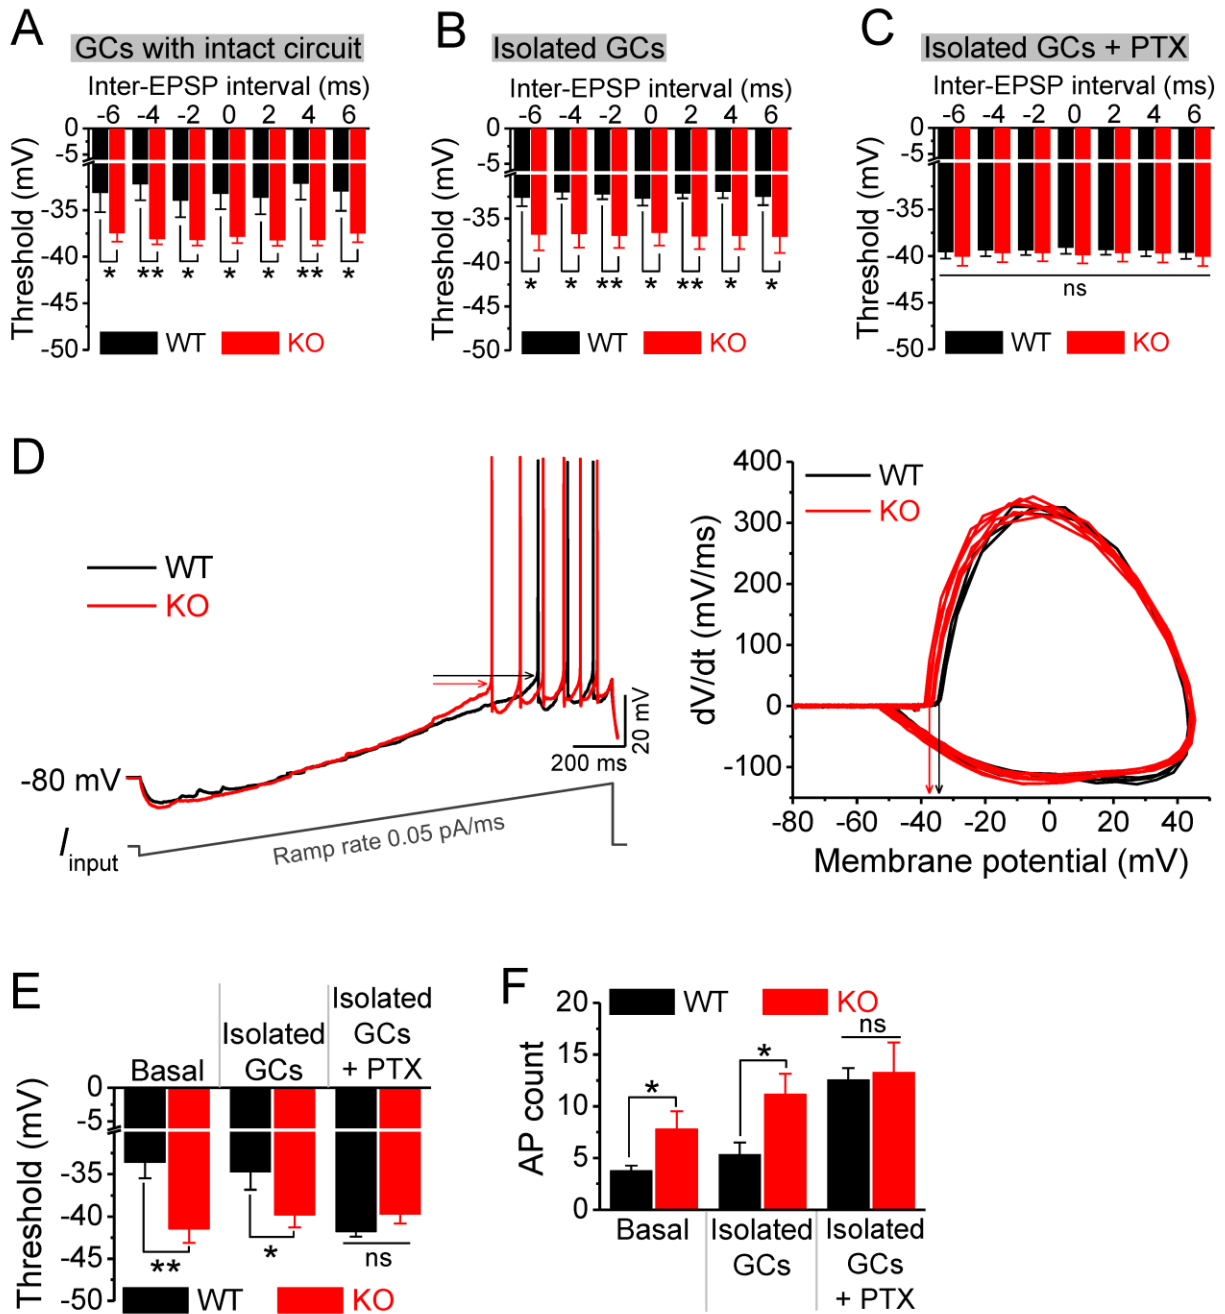 A
GCs with intact circuit
Inter-EPSP interval (ms)
-6 -4 -2 0 2 4 6
Threshold (mV)
0
-5
-35
-40
-45
-50
* ** * * * ** *
WT KO
B
Isolated GCs
Inter-EPSP interval (ms)
-6 -4 -2 0 2 4 6
Threshold (mV)
0
-5
-35
-40
-45
-50
* * ** * ** * *
WT KO
C
Isolated GCs + PTX
Inter-EPSP interval (ms)
-6 -4 -2 0 2 4 6
Threshold (mV)
0
-5
-35
-40
-45
-50
ns
WT KO
D
WT
KO
-80 mV
20 mV
200 ms
Ramp rate 0.05 pA/ms
Iinput
WT
KO
dV/dt (mV/ms)
400
300
200
100
0
-100
-80 -60 -40 -20 0 20 40
Membrane potential (mV)
E
Basal
Isolated
GCs
Isolated
GCs
+ PTX
Threshold (mV)
0
-5
-35
-40
-45
-50
** * ns
WT KO
F
WT KO
AP count
20
15
10
5
0
* * ns
Basal
Isolated
GCs
Isolated
GCs
+ PTX